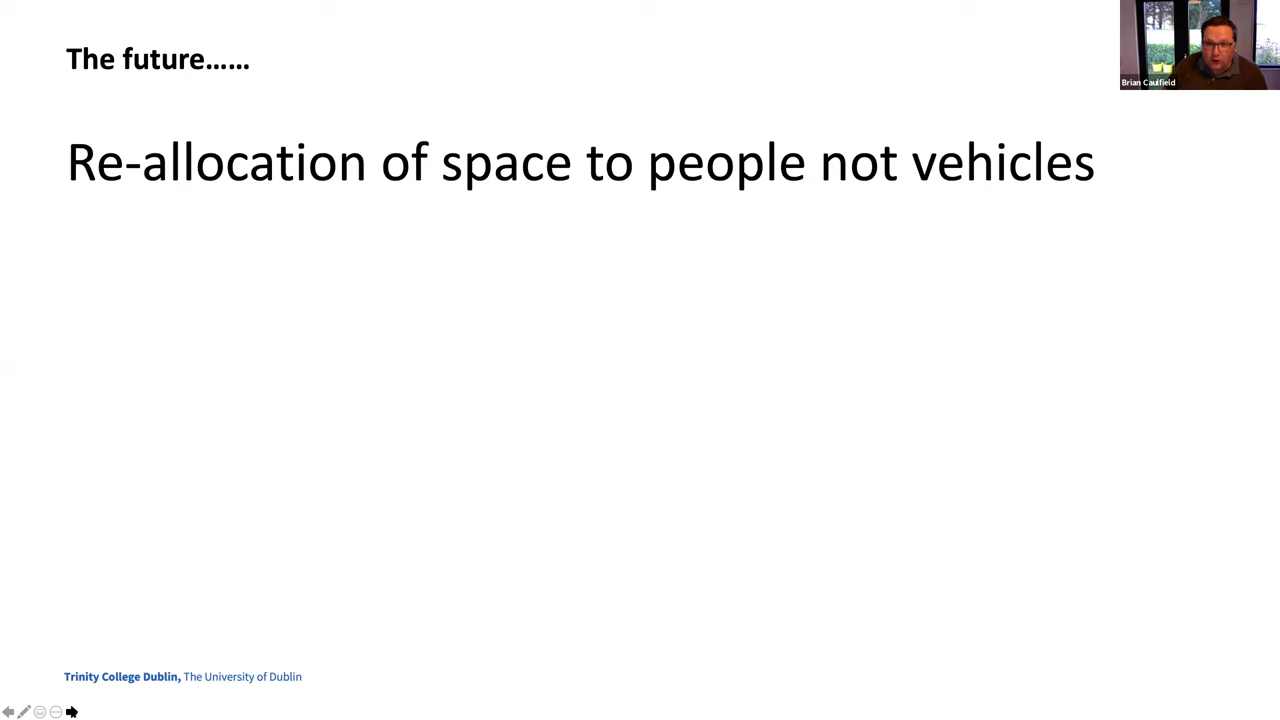 The future......
Brian Caulfield
Re-allocation of space to people not vehicles
Trinity College Dublin, The University of Dublin